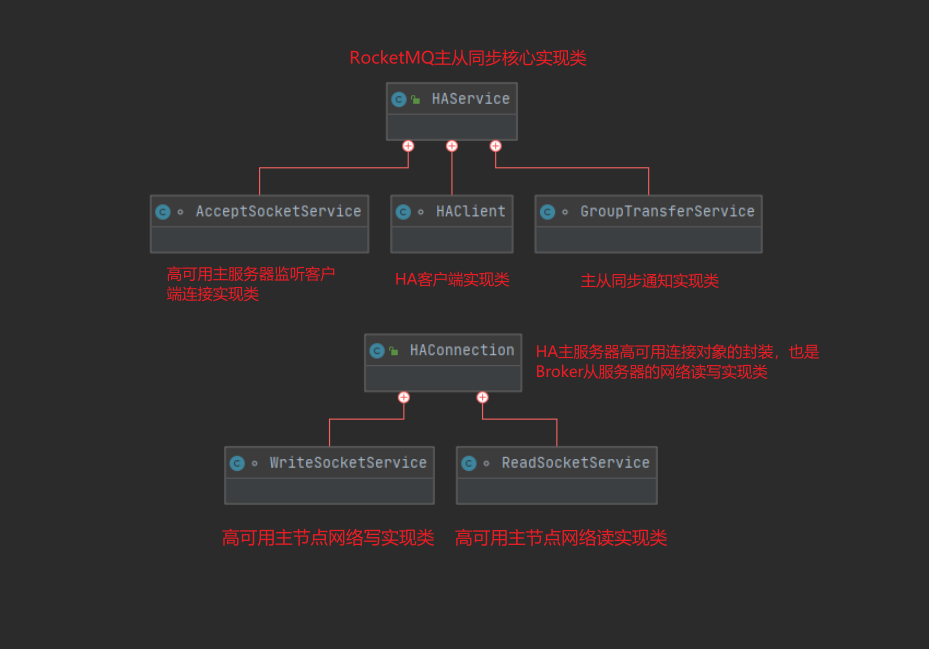 RocketMQ主从同步核心实现类
HAService
AcceptSocketService
HAClient
GroupTransferService
高可用主服务器监听客户
端连接实现类
HA客户端实现类
主从同步通知实现类
HAConnection
HA主服务器高可用连接对象的封装，也是
Broker从服务器的网络读写实现类
WriteSocketService
ReadSocketService
高可用主节点网络写实现类
高可用主节点网络读实现类